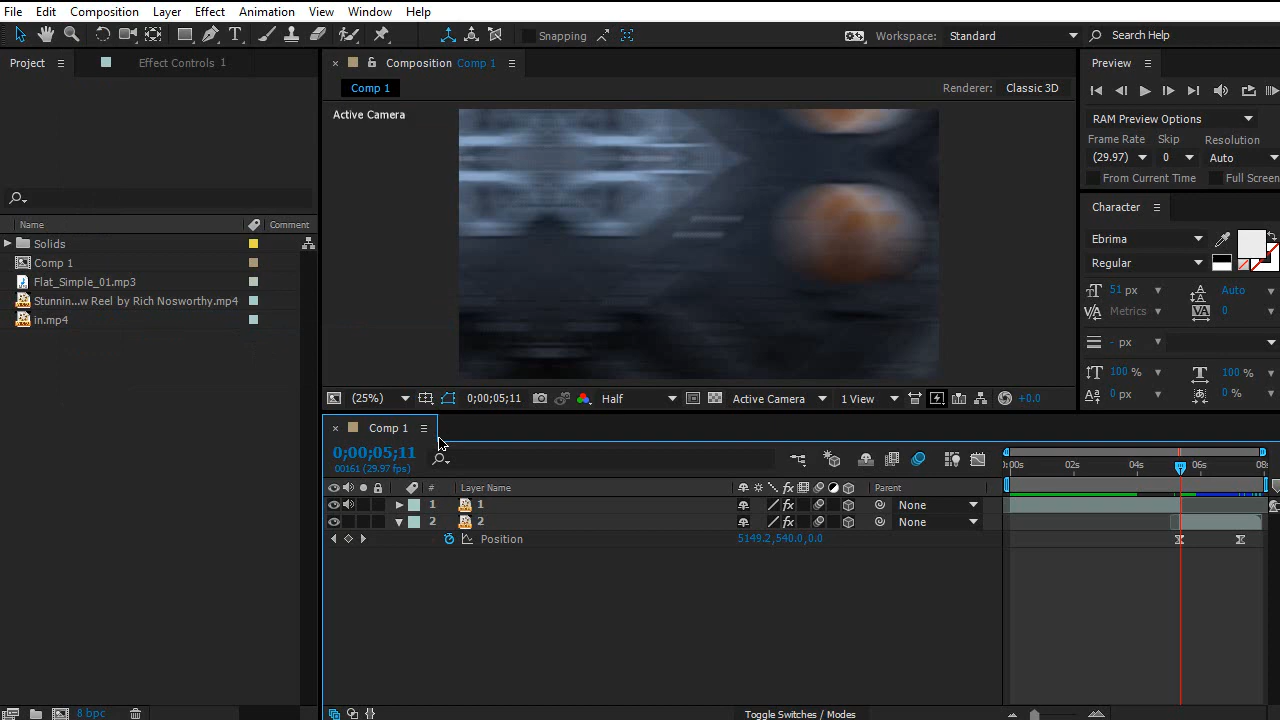 File Edit Composition Layer Effect Animation View Window Help
Snapping
Workspace: Standard
Search Help
Project
Effect Controls 1
Composition Comp 1
Preview
Comp 1
Renderer: Classic 3D
Active Camera
RAM Preview Options
Frame Rate Skip Resolution
(29.97) 0 Auto
From Current Time Full Screen
Character
Name Comment
Solids
Comp 1
Flat_Simple_01.mp3
Stunnin...w Reel by Rich Nosworthy.mp4
in.mp4
Ebrima
Regular
51 px Auto
Metrics 0
- px
100 % 100 %
0 px 0 %
(25%) 0;00;05;11 Half Active Camera 1 View +0.0
Comp 1
0;00;05;11
00161 (29.97 fps)
:00s 02s 04s 06s 08s
# Layer Name Parent
1 1 None
2 2 None
Position 5149.2,540.0,0.0
8 bpc
Toggle Switches / Modes